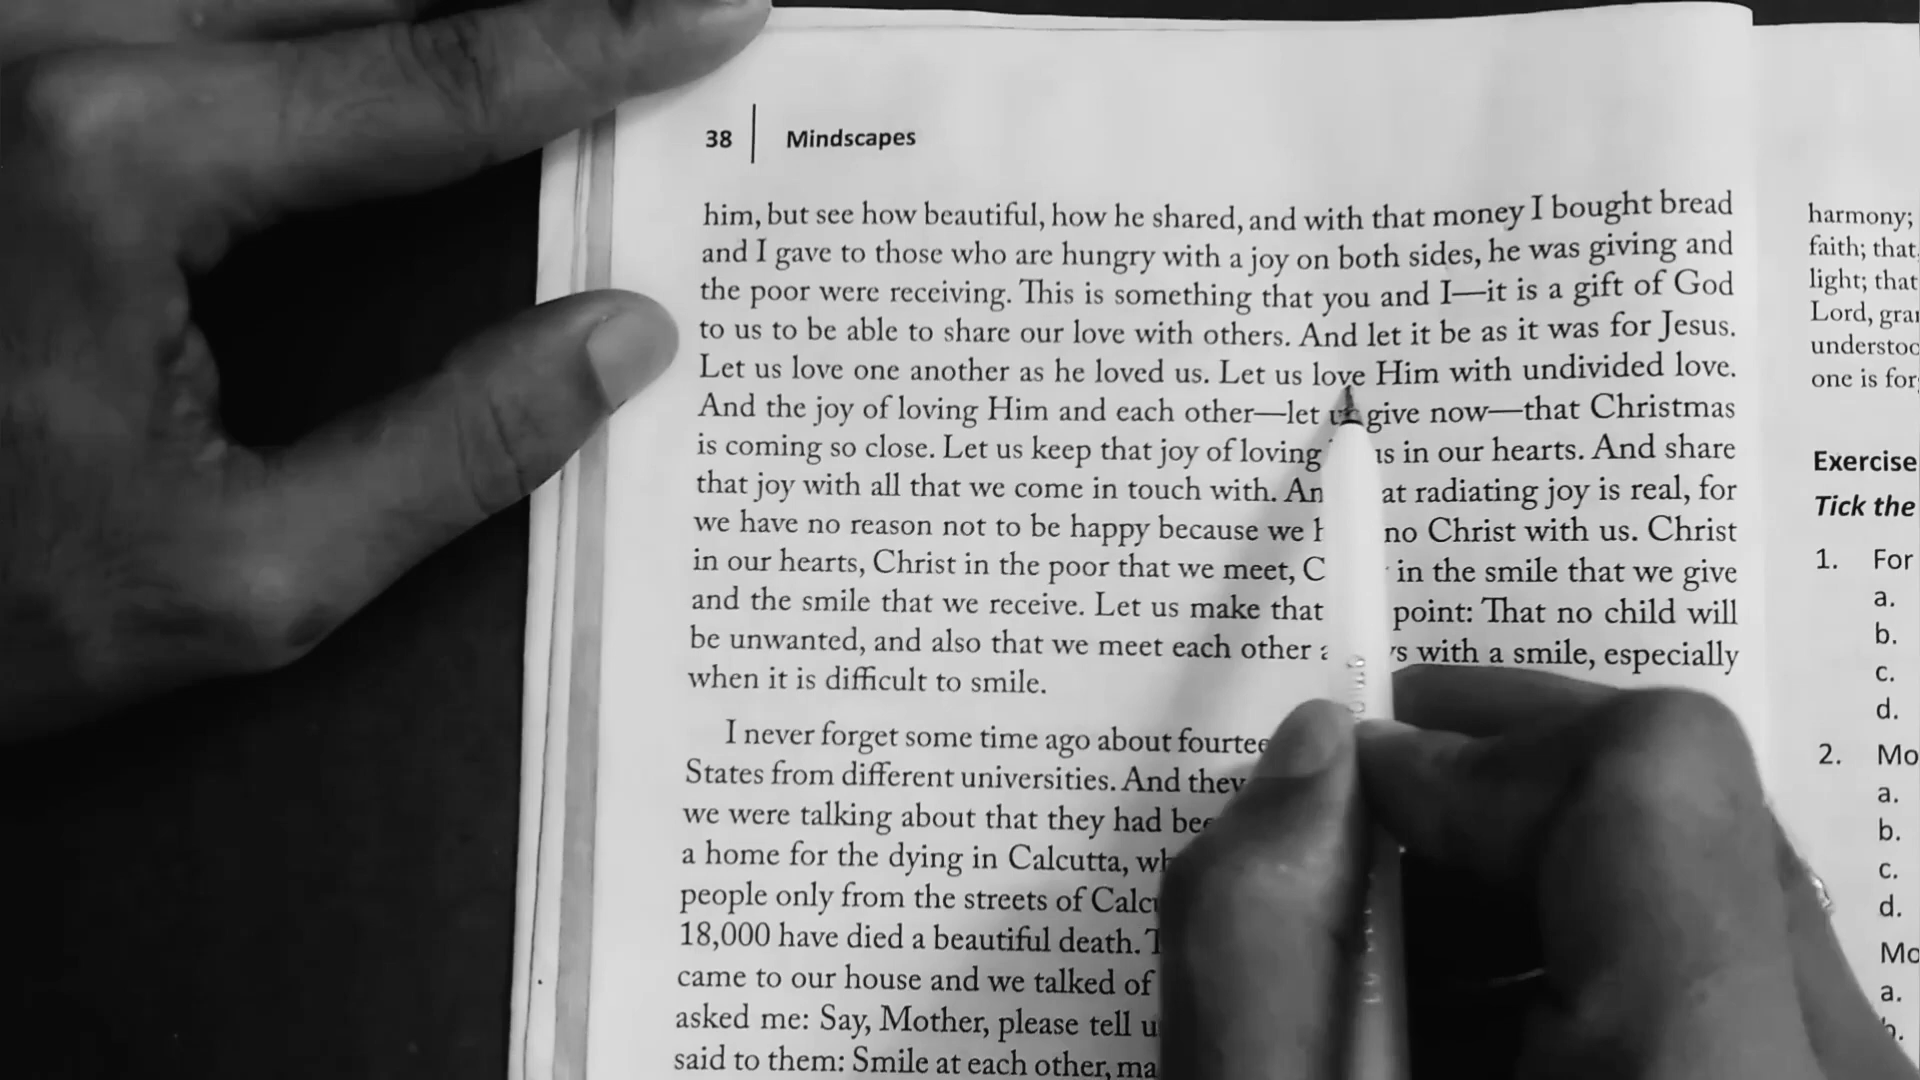 38 Mindscapes
him, but see how beautiful, how he shared, and with that money I bought bread
and I gave to those who are hungry with a joy on both sides, he was giving and
the poor were receiving. This is something that you and I—it is a gift of God
to us to be able to share our love with others. And let it be as it was for Jesus.
Let us love one another as he loved us. Let us love Him with undivided love.
And the joy of loving Him and each other—let us give now—that Christmas
is coming so close. Let us keep that joy of loving in our hearts. And share
that joy with all that we come in touch with. radiating joy is real, for
we have no reason not to be happy because we no Christ with us. Christ
in our hearts, Christ in the poor that we meet, in the smile that we give
and the smile that we receive. Let us make that point: That no child will
be unwanted, and also that we meet each other with a smile, especially
when it is difficult to smile.
I never forget some time ago about
States from different universities. And they
we were talking about that they had
a home for the dying in Calcutta,
people only from the streets of
18,000 have died a beautiful death.
came to our house and we talked of
asked me: Say, Mother, please tell
said to them: Smile at each other,
harmony;
faith; that
light; that
Lord,
one is
Exercise
Tick the
1. For
a.
b.
c.
d.
2.
a.
b.
c.
d.
a.